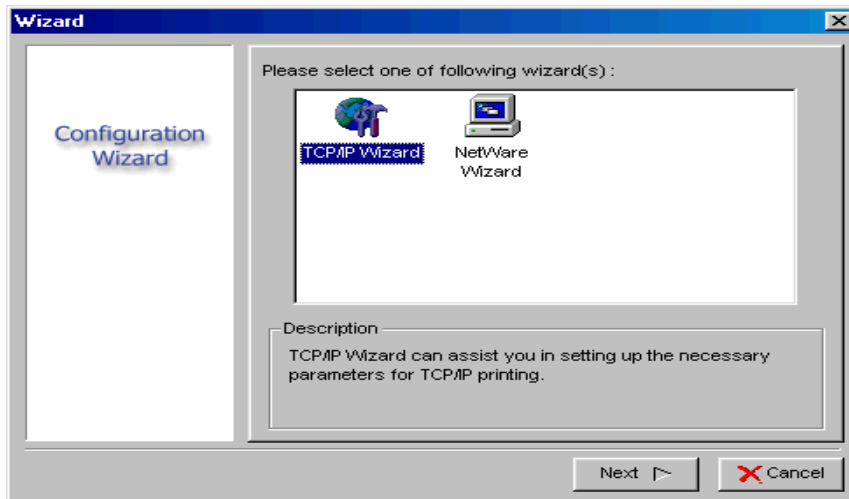 Wizard
Configuration
Wizard
Please select one of following wizard(s) :
TCP/IP Wizard
NetWare
Wizard
Description
TCP/IP Wizard can assist you in setting up the necessary
parameters for TCP/IP printing.
Next
Cancel